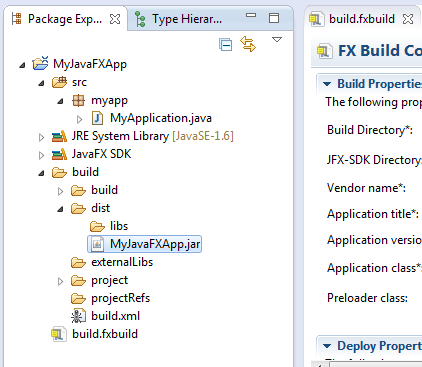 Package Exp...
Type Hierar...
MyJavaFXApp
src
myapp
MyApplication.java
JRE System Library [JavaSE-1.6]
JavaFX SDK
build
build
dist
libs
MyJavaFXApp.jar
externalLibs
project
projectRefs
build.xml
build.fxbuild
build.fxbuild
FX Build Co
Build Propertie
The following prop
Build Directory*:
JFX-SDK Directory
Vendor name*:
Application title*:
Application versio
Application class*:
Preloader class:
Deploy Propert